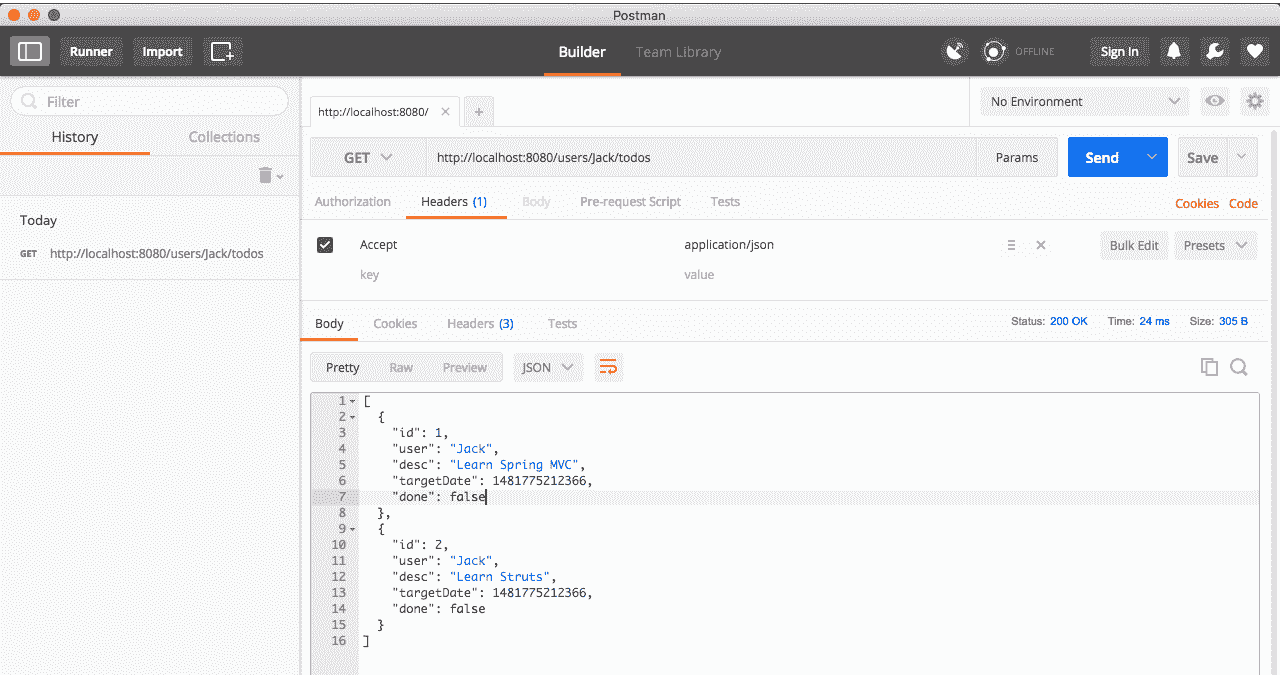 Postman
Runner Import Builder Team Library OFFLINE Sign In
Filter
History Collections
Today
GET http://localhost:8080/users/Jack/todos
http://localhost:8080/ × + No Environment
GET http://localhost:8080/users/Jack/todos Params Send Save
Authorization Headers (1) Body Pre-request Script Tests Cookies Code
Accept application/json Bulk Edit Presets
key value
Body Cookies Headers (3) Tests Status: 200 OK Time: 24 ms Size: 305 B
Pretty Raw Preview JSON
1 [
2 {
3 "id": 1,
4 "user": "Jack",
5 "desc": "Learn Spring MVC",
6 "targetDate": 1481775212366,
7 "done": false
8 },
9 {
10 "id": 2,
11 "user": "Jack",
12 "desc": "Learn Struts",
13 "targetDate": 1481775212366,
14 "done": false
15 }
16 ]